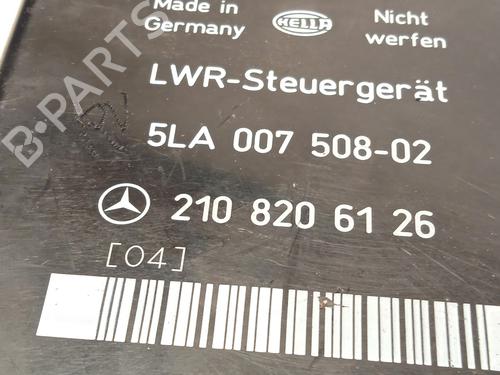 Made in
Germany
HELLA
Nicht
werfen
LWR-Steuergerät
5LA 007 508-02
210 820 61 26
[04]
B-PARTS